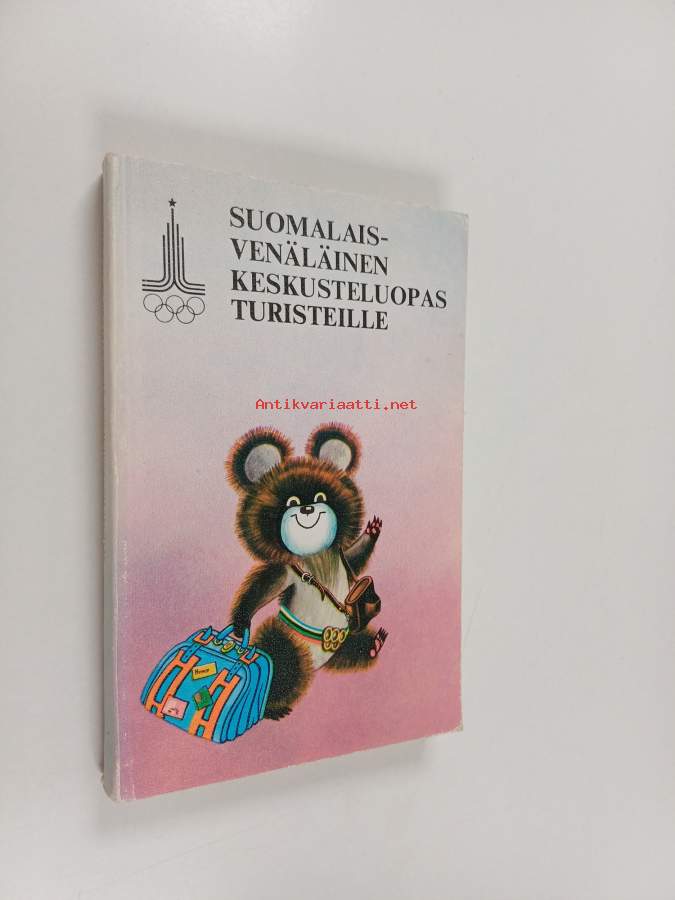 SUOMALAIS-
VENÄLÄINEN
KESKUSTELUOPAS
TURISTEILLE
Antikvariaatti.net